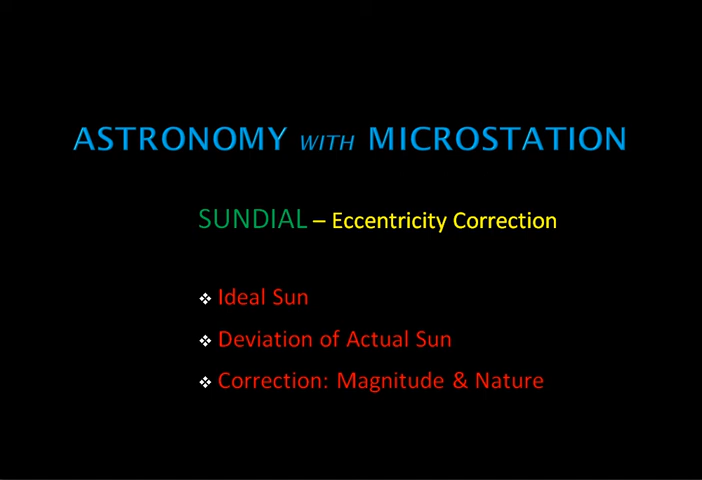 ASTRONOMY WITH MICROSTATION
SUNDIAL – Eccentricity Correction
❖ Ideal Sun
❖ Deviation of Actual Sun
❖ Correction: Magnitude & Nature